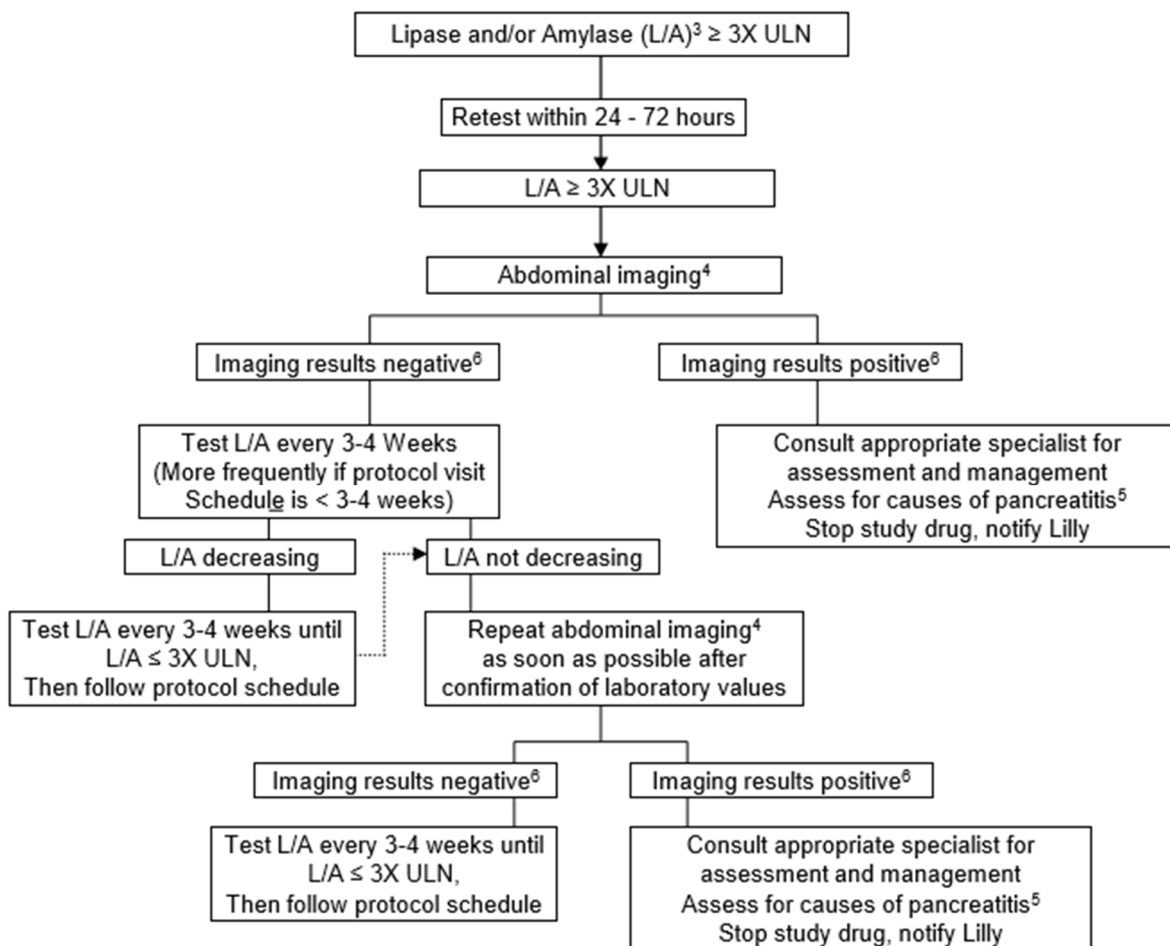 Lipase and/or Amylase (L/A)³ ≥ 3X ULN
Retest within 24 - 72 hours
L/A ≥ 3X ULN
Abdominal imaging⁴
Imaging results negative⁶
Imaging results positive⁶
Test L/A every 3-4 Weeks
(More frequently if protocol visit
Schedule is < 3-4 weeks)
Consult appropriate specialist for
assessment and management
Assess for causes of pancreatitis⁵
Stop study drug, notify Lilly
L/A decreasing
L/A not decreasing
Test L/A every 3-4 weeks until
L/A ≤ 3X ULN,
Then follow protocol schedule
Repeat abdominal imaging⁴
as soon as possible after
confirmation of laboratory values
Imaging results negative⁶
Imaging results positive⁶
Test L/A every 3-4 weeks until
L/A ≤ 3X ULN,
Then follow protocol schedule
Consult appropriate specialist for
assessment and management
Assess for causes of pancreatitis⁵
Stop study drug, notify Lilly